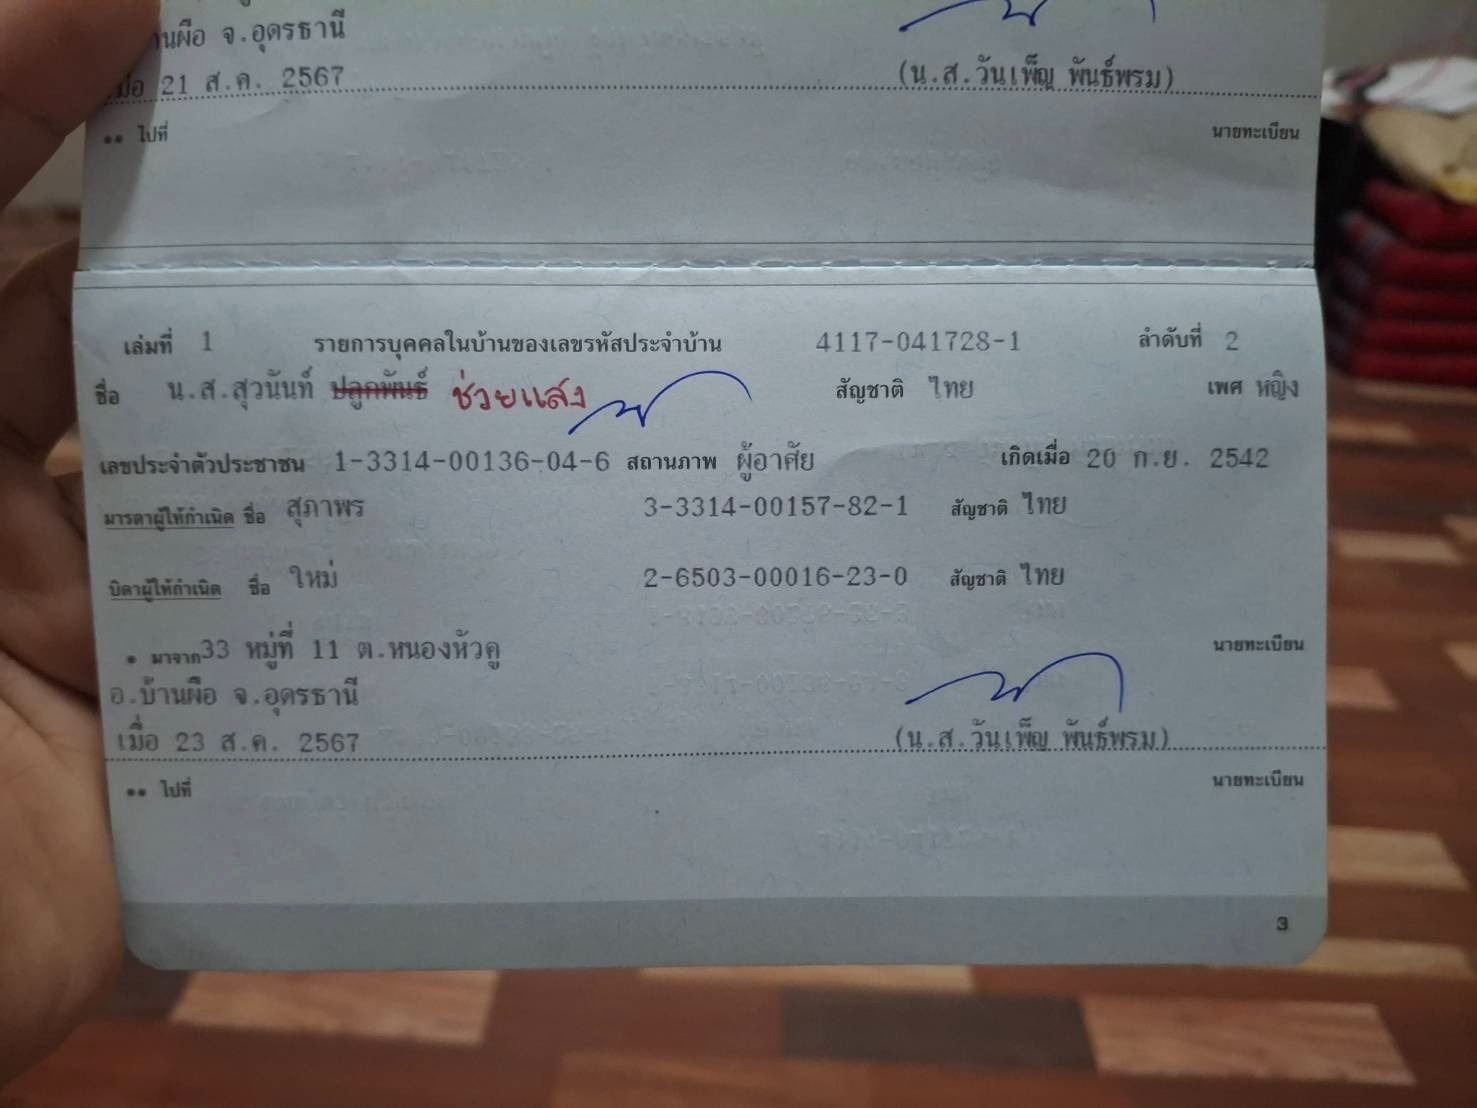 านผือ จ.อุดรธานี
เมื่อ 21 ส.ค. 2567 (น.ส.วันเพ็ญ พันธ์พรม)
●● ไปที่ นายทะเบียน
เล่มที่ 1 รายการบุคคลในบ้านของเลขรหัสประจำบ้าน 4117-041728-1 ลำดับที่ 2
ชื่อ น.ส.สุวนันท์ ปลูกพันธ์ ช่วยแสง สัญชาติ ไทย เพศ หญิง
เลขประจำตัวประชาชน 1-3314-00136-04-6 สถานภาพ ผู้อาศัย เกิดเมื่อ 20 ก.ย. 2542
มารดาผู้ให้กำเนิด ชื่อ สุภาพร 3-3314-00157-82-1 สัญชาติ ไทย
บิดาผู้ให้กำเนิด ชื่อ ใหม่ 2-6503-00016-23-0 สัญชาติ ไทย
● มาจาก 33 หมู่ที่ 11 ต.หนองหัวคู นายทะเบียน
อ.บ้านผือ จ.อุดรธานี
เมื่อ 23 ส.ค. 2567 (น.ส.วันเพ็ญ พันธ์พรม)
●● ไปที่ นายทะเบียน
3